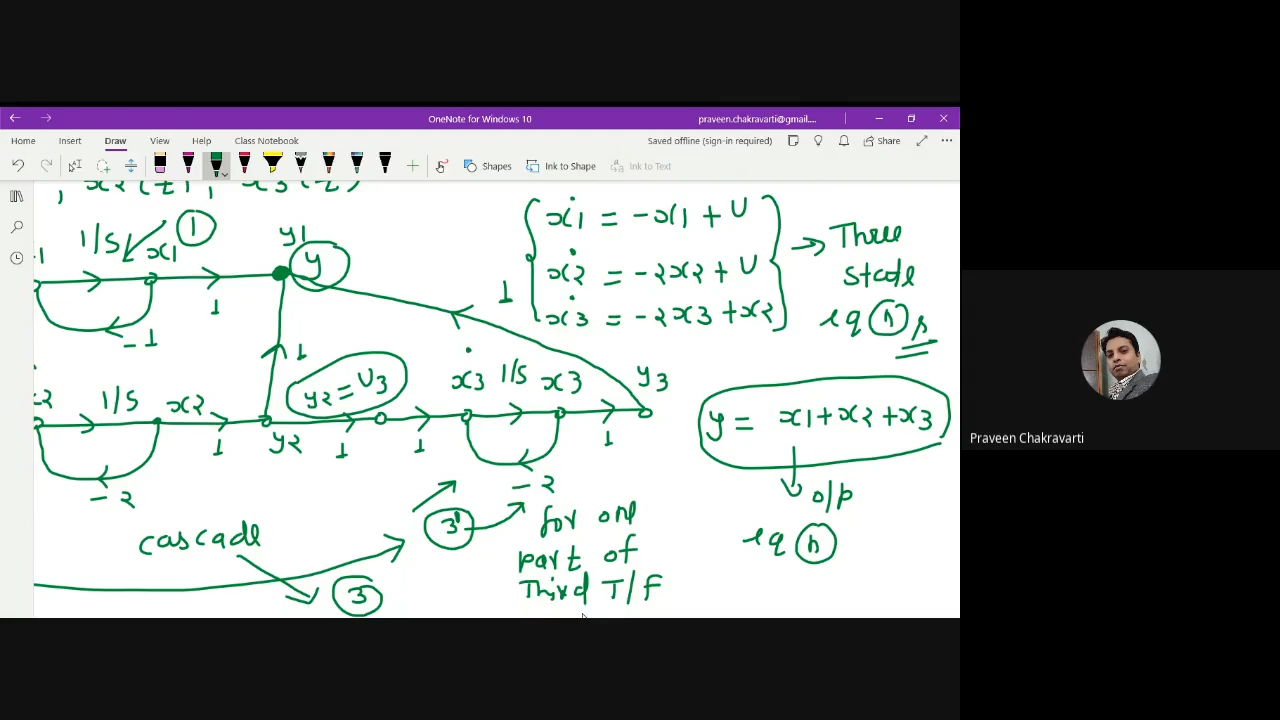 OneNote for Windows 10
praveen.chakravarti@gmail....
Home Insert Draw View Help Class Notebook
Saved offline (sign-in required)
Share
Shapes
Ink to Shape
Ink to Text
, x2(t), x3(t)
1/S x1 ①
1
-1
y1
y
1
1
ẋ1 = -x1 + U
ẋ2 = -2x2 + U
ẋ3 = -2x3 + x2
Three
state
eq ⓝ s
1/S x2
1
-2
y2
y2 = U3
1
1
ẋ3 1/S x3
1
-2
y3
y = x1 + x2 + x3
o/p
eq ⓝ
cascade
③
3'
for one
part of
Third T/F
Praveen Chakravarti